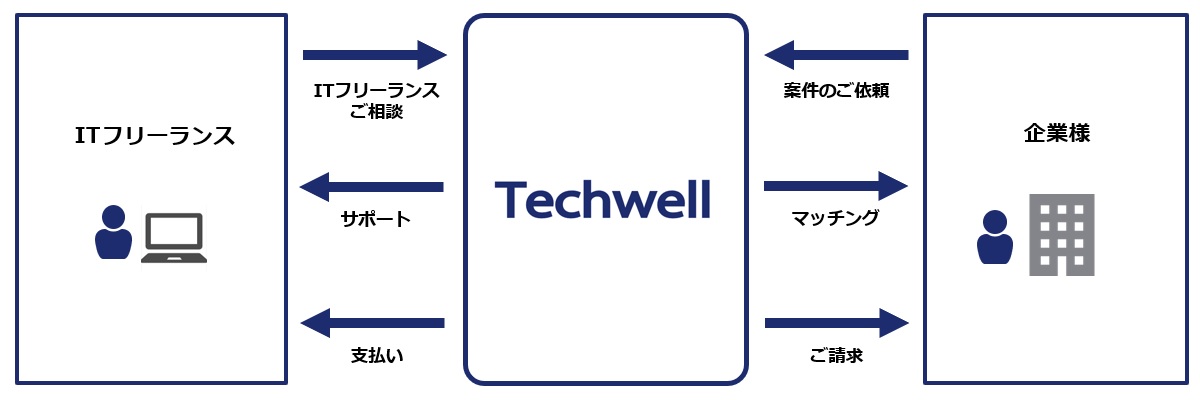 ITフリーランス
ITフリーランス
ご相談
サポート
支払い
Techwell
案件のご依頼
マッチング
ご請求
企業様